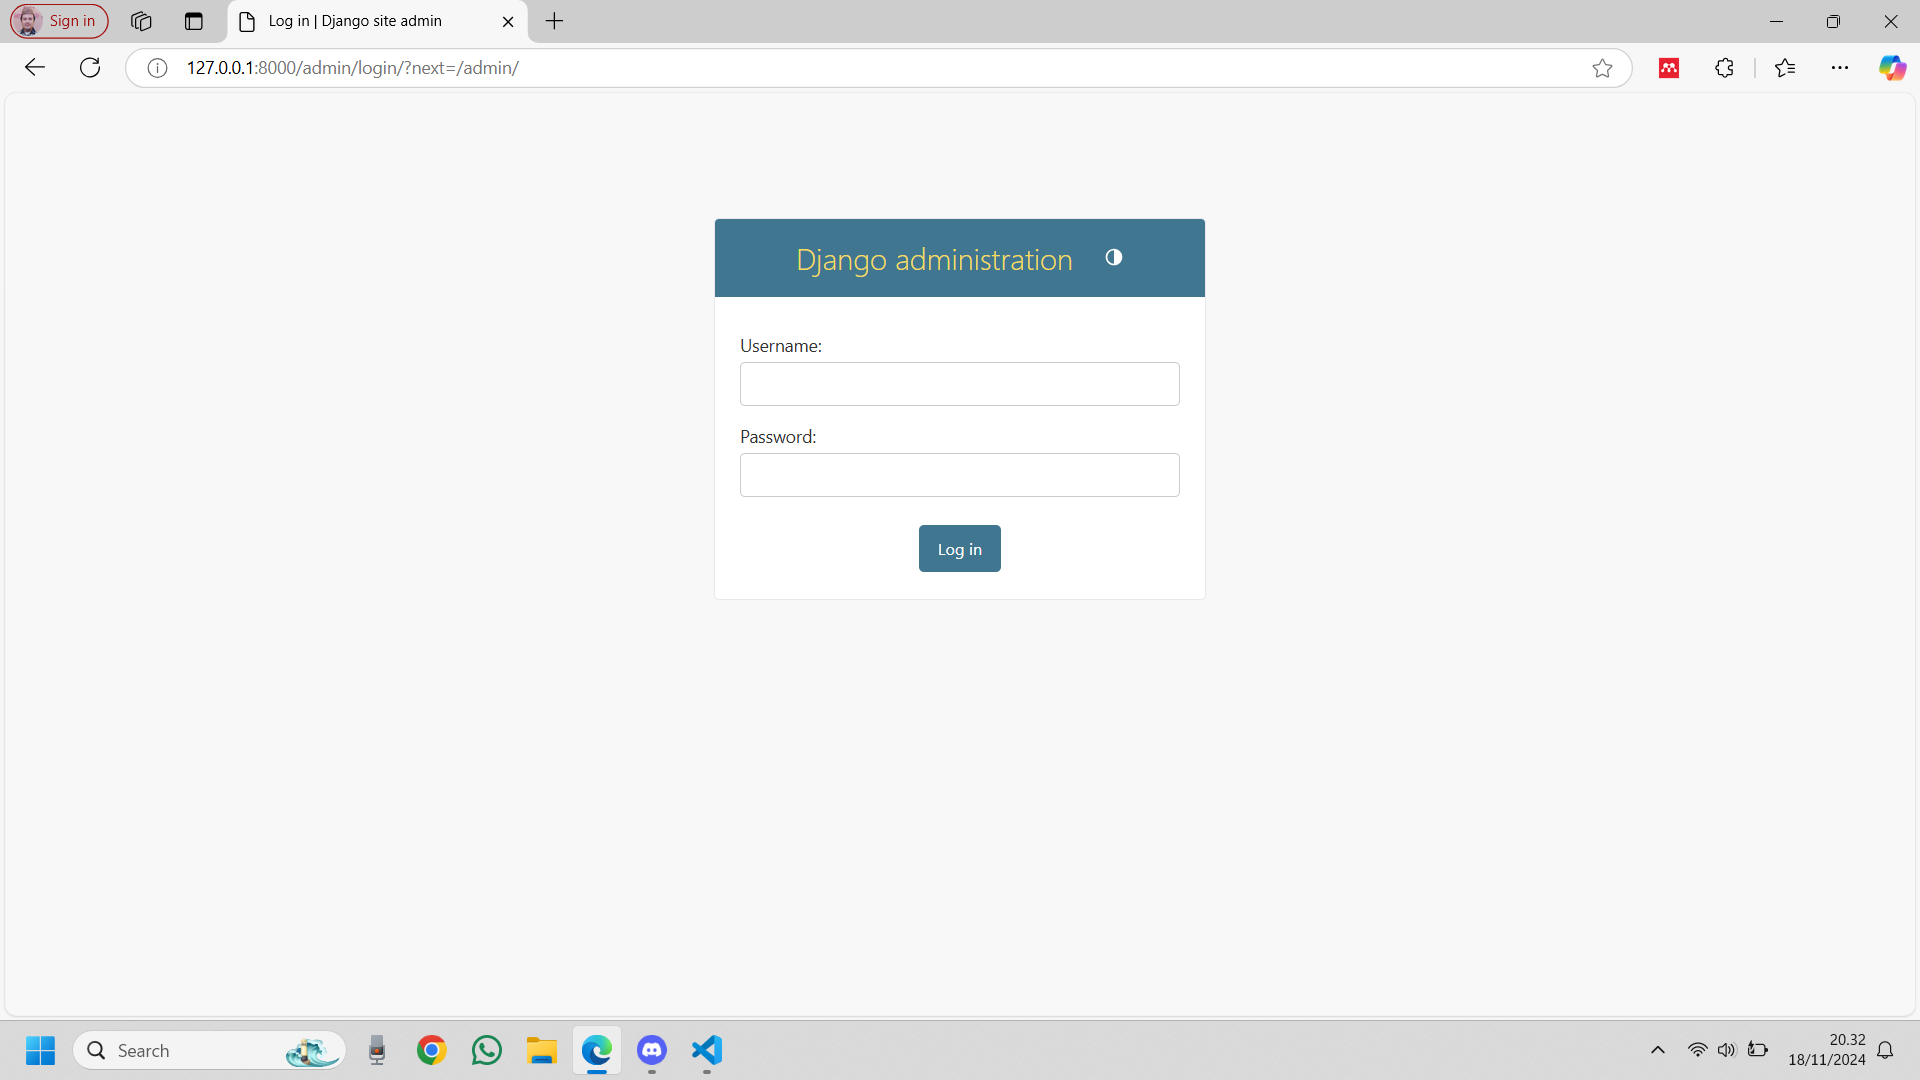 Sign in
Log in | Django site admin
127.0.0.1:8000/admin/login/?next=/admin/
Django administration
Username:
Password:
Log in
Search
20.32
18/11/2024